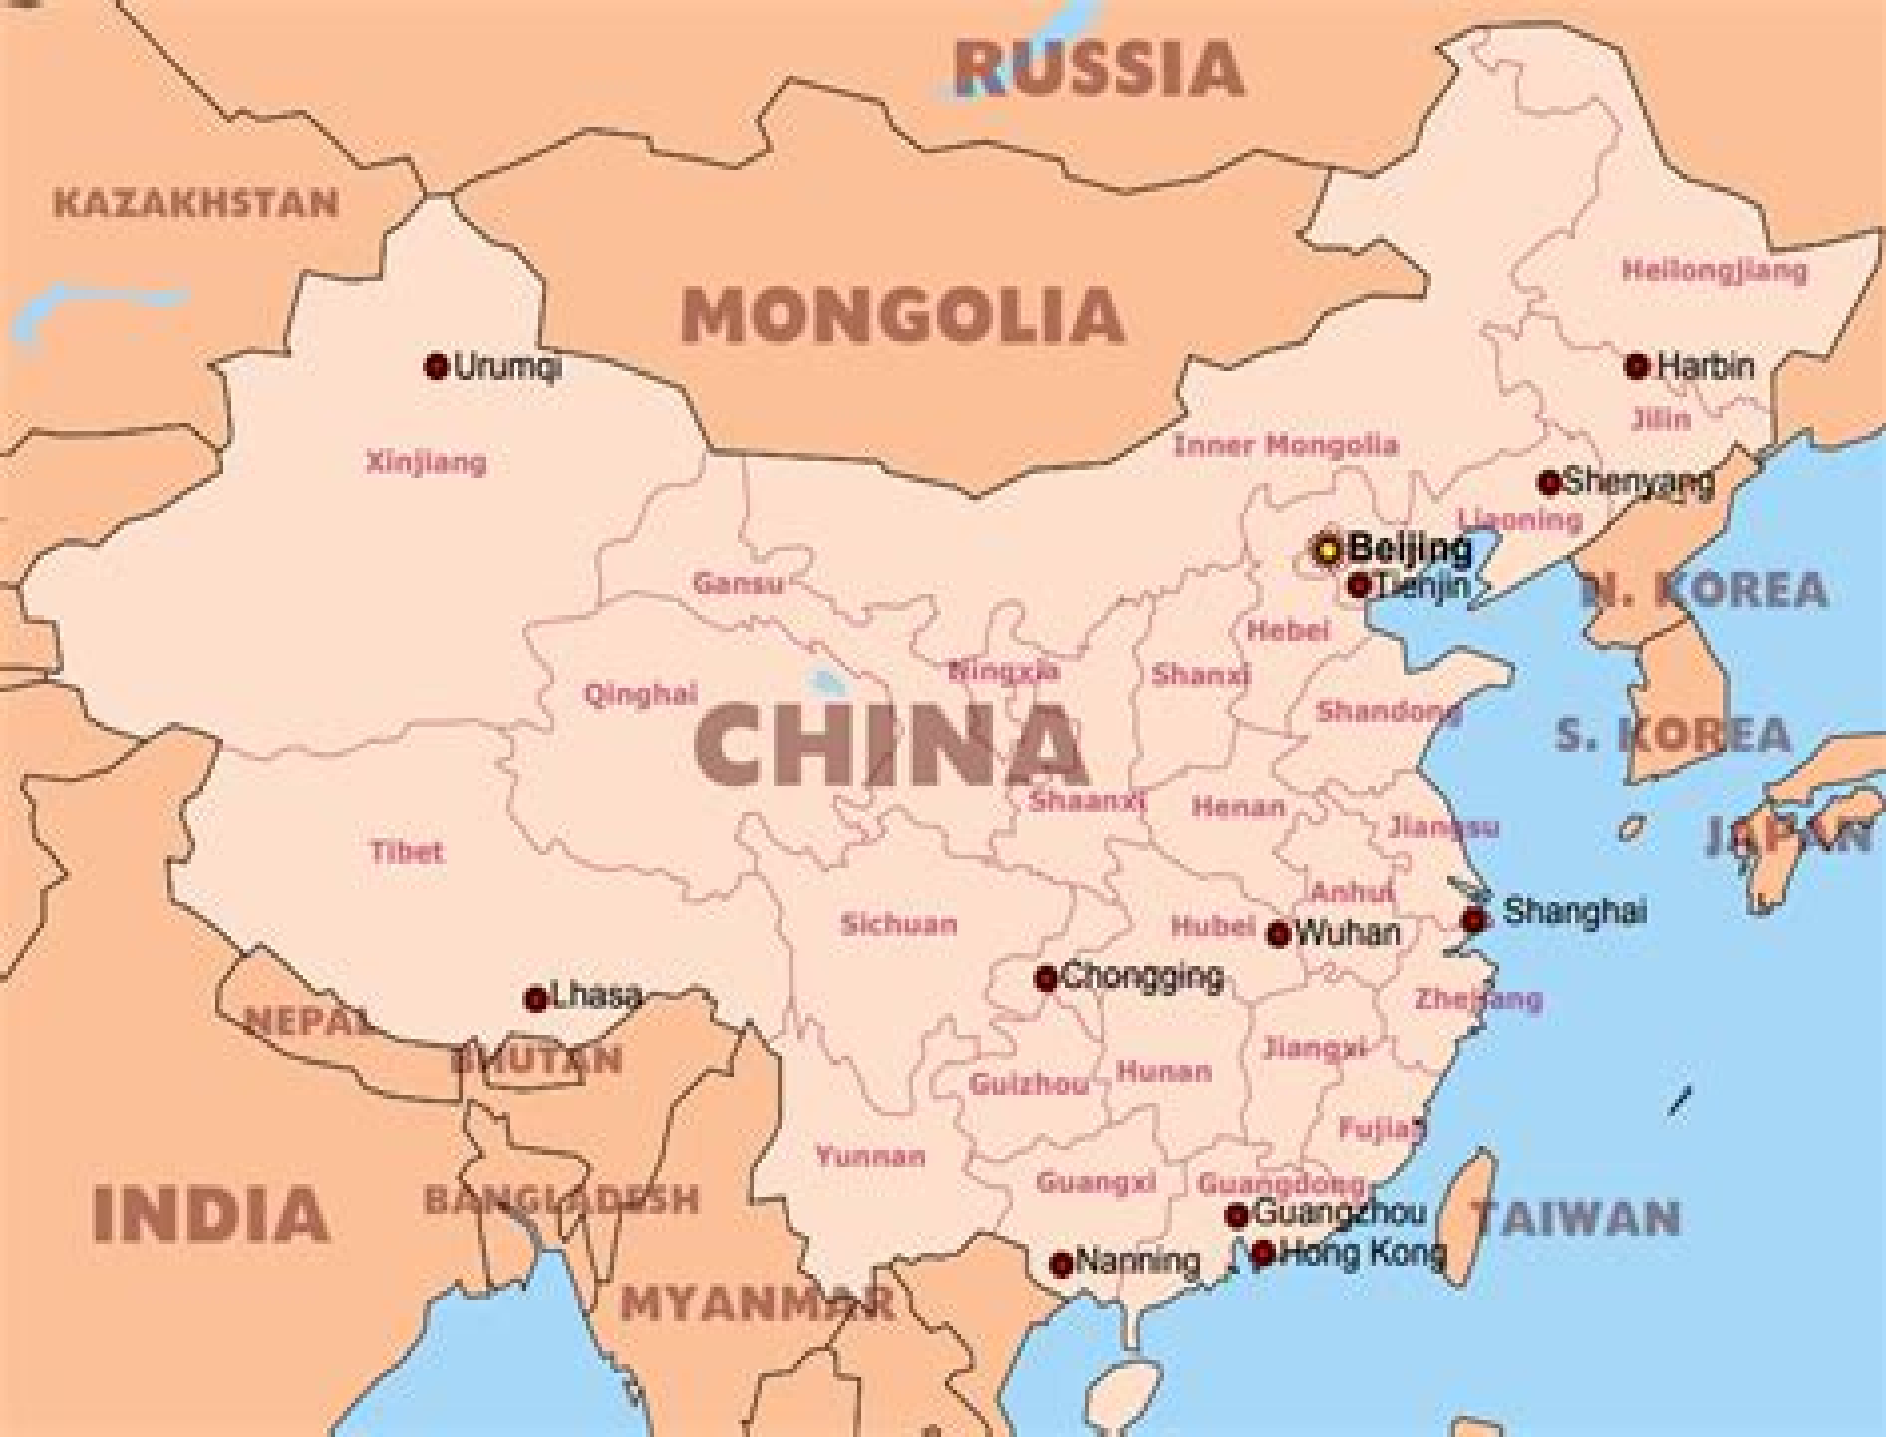 RUSSIA
KAZAKHSTAN
Heilongjiang
MONGOLIA
Urumqi
Harbin
Jilin
Inner Mongolia
Xinjiang
Shenyang
Liaoning
Beijing
Gansu
Tienjin
N. KOREA
Hebei
Ningxia
Shanxi
Qinghai
Shandong
CHINA
S. KOREA
Shaanxi
Henan
Jiangsu
JAPAN
Tibet
Anhui
Shanghai
Sichuan
Hubei
Wuhan
Chongging
Lhasa
Zhejiang
NEPAL
Jiangxi
BHUTAN
Hunan
Guizhou
Fujian
Yunnan
Guangxi
Guangdong
BANGLADESH
INDIA
Guangzhou
TAIWAN
Hong Kong
Nanning
MYANMAR